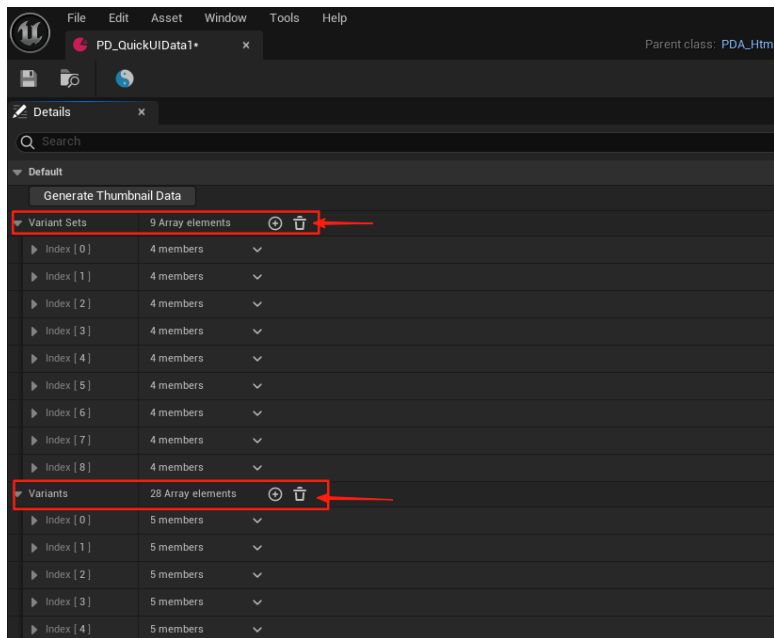 File Edit Asset Window Tools Help
PD_QuickUIData1*
Parent class: PDA_Htm
Details
Search
Default
Generate Thumbnail Data
Variant Sets 9 Array elements
Index [ 0 ] 4 members
Index [ 1 ] 4 members
Index [ 2 ] 4 members
Index [ 3 ] 4 members
Index [ 4 ] 4 members
Index [ 5 ] 4 members
Index [ 6 ] 4 members
Index [ 7 ] 4 members
Index [ 8 ] 4 members
Variants 28 Array elements
Index [ 0 ] 5 members
Index [ 1 ] 5 members
Index [ 2 ] 5 members
Index [ 3 ] 5 members
Index [ 4 ] 5 members